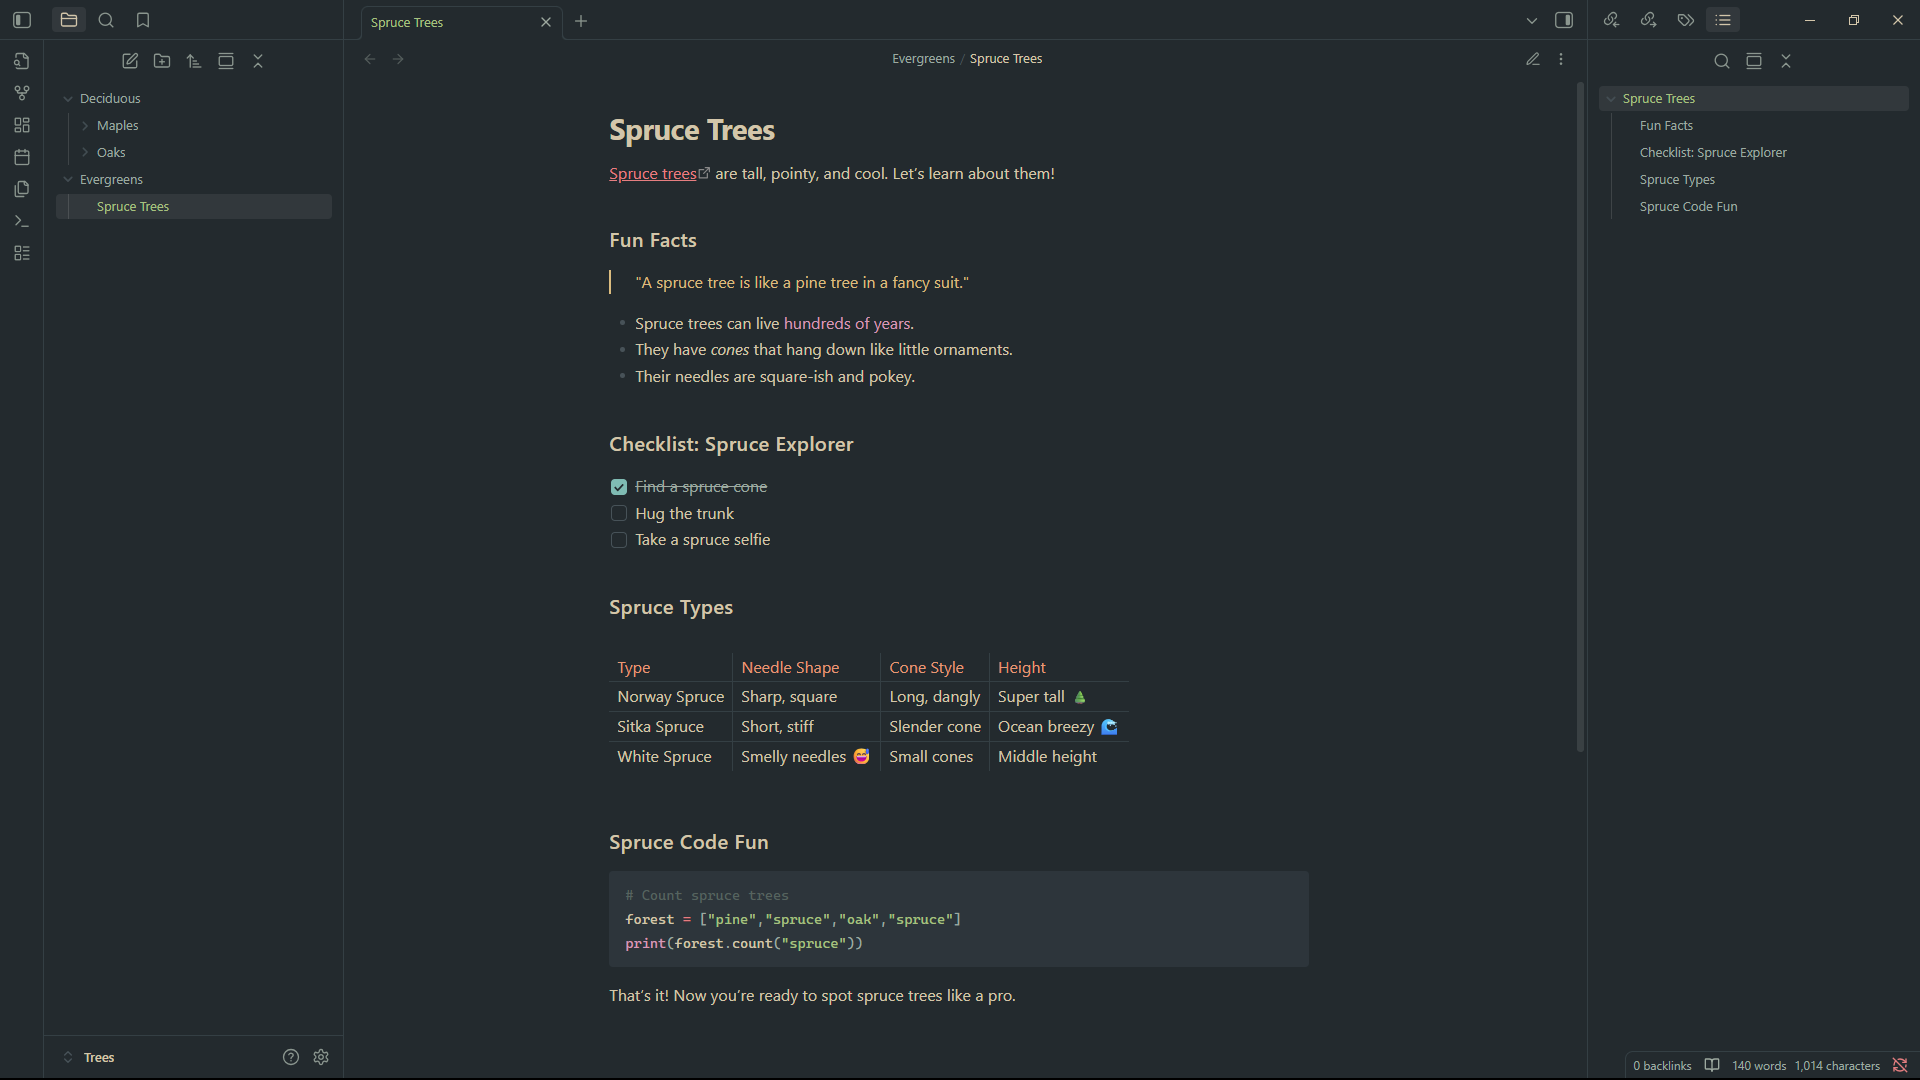 Spruce Trees
Evergreens / Spruce Trees
Deciduous
Maples
Oaks
Evergreens
Spruce Trees
Trees
Spruce Trees
Spruce trees are tall, pointy, and cool. Let’s learn about them!
Fun Facts
"A spruce tree is like a pine tree in a fancy suit."
• Spruce trees can live hundreds of years.
• They have cones that hang down like little ornaments.
• Their needles are square-ish and pokey.
Checklist: Spruce Explorer
Find a spruce cone
Hug the trunk
Take a spruce selfie
Spruce Types
Type Needle Shape Cone Style Height
Norway Spruce Sharp, square Long, dangly Super tall 🌲
Sitka Spruce Short, stiff Slender cone Ocean breezy 🌊
White Spruce Smelly needles 😅 Small cones Middle height
Spruce Code Fun
# Count spruce trees
forest = ["pine","spruce","oak","spruce"]
print(forest.count("spruce"))
That’s it! Now you’re ready to spot spruce trees like a pro.
Spruce Trees
Fun Facts
Checklist: Spruce Explorer
Spruce Types
Spruce Code Fun
0 backlinks 140 words 1,014 characters